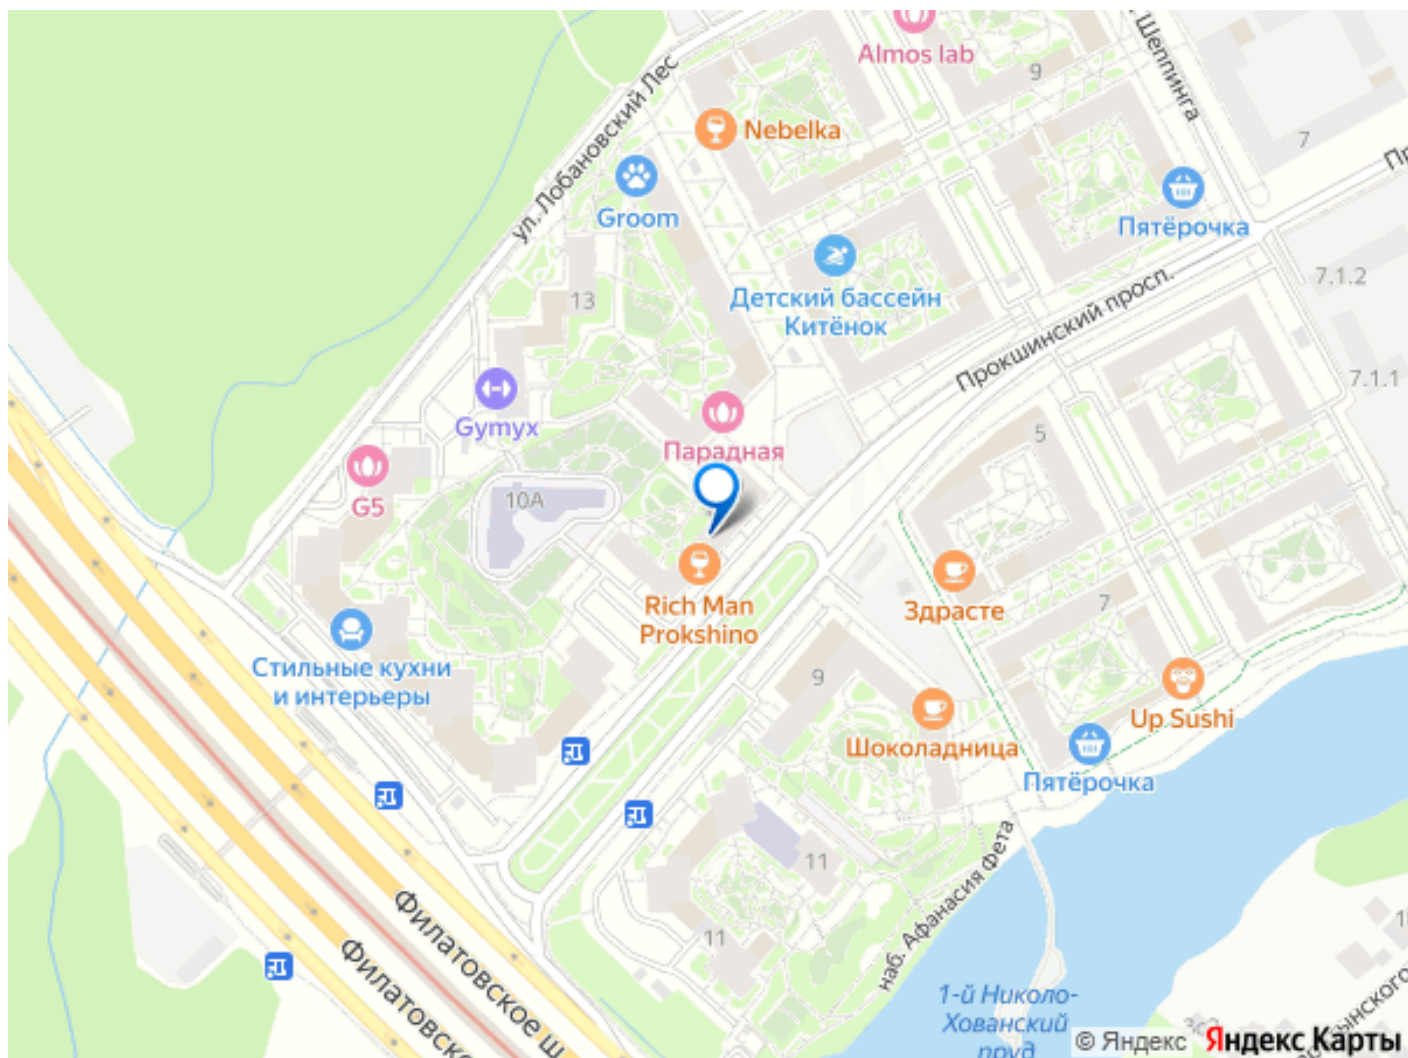 Almos lab
9
Шеппинга
7
Nebelka
ул. Лобановский Лес
Groom
Пятёрочка
Детский бассейн
Китёнок
13
7.1.2
Прокшинский просп.
7.1.1
Gymyx
Парадная
5
G5
10А
Rich Man
Prokshino
Здрасте
7
Стильные кухни
и интерьеры
9
Up Sushi
Шоколадница
Пятёрочка
11
11
наб. Афанасия Фета
Филатовское ш
Филатовск
1-й Николо-
Хованский
пруд
© Яндекс Яндекс Карты